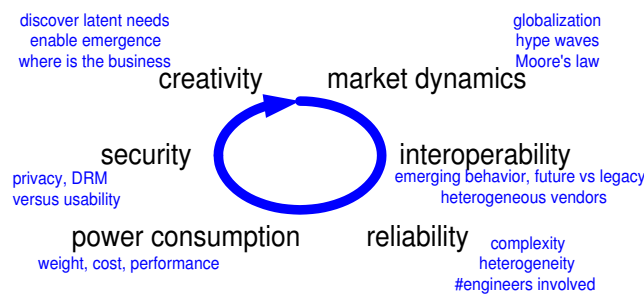 discover latent needs
enable emergence
where is the business
creativity
globalization
hype waves
Moore's law
market dynamics
security
privacy, DRM
versus usability
interoperability
emerging behavior, future vs legacy
heterogeneous vendors
power consumption
weight, cost, performance
reliability
complexity
heterogeneity
#engineers involved